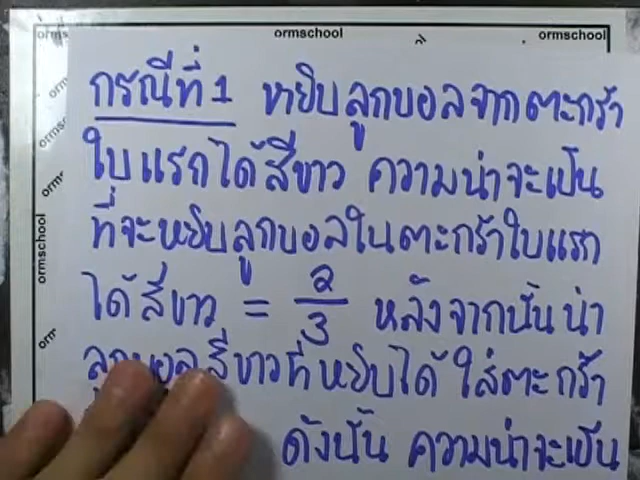 orms ormschool ormschool
กรณีที่ 1 หยิบลูกบอลจากตะกร้า
ใบแรกได้สีขาว ความน่าจะเป็น
ที่จะหยิบลูกบอลในตะกร้าใบแรก
ได้สีขาว = 2/3 หลังจากนั้นนำ
ลูกบอลสีขาวที่หยิบได้ ใส่ตะกร้า
ดังนั้น ความน่าจะเป็น
ormschool